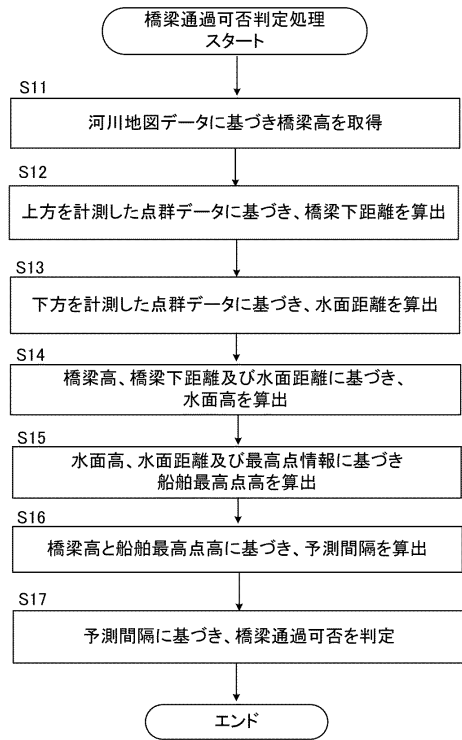 橋梁通過可否判定処理
スタート
S11
河川地図データに基づき橋梁高を取得
S12
上方を計測した点群データに基づき、橋梁下距離を算出
S13
下方を計測した点群データに基づき、水面距離を算出
S14
橋梁高、橋梁下距離及び水面距離に基づき、
水面高を算出
S15
水面高、水面距離及び最高点情報に基づき
船舶最高点高を算出
S16
橋梁高と船舶最高点高に基づき、予測間隔を算出
S17
予測間隔に基づき、橋梁通過可否を判定
エンド